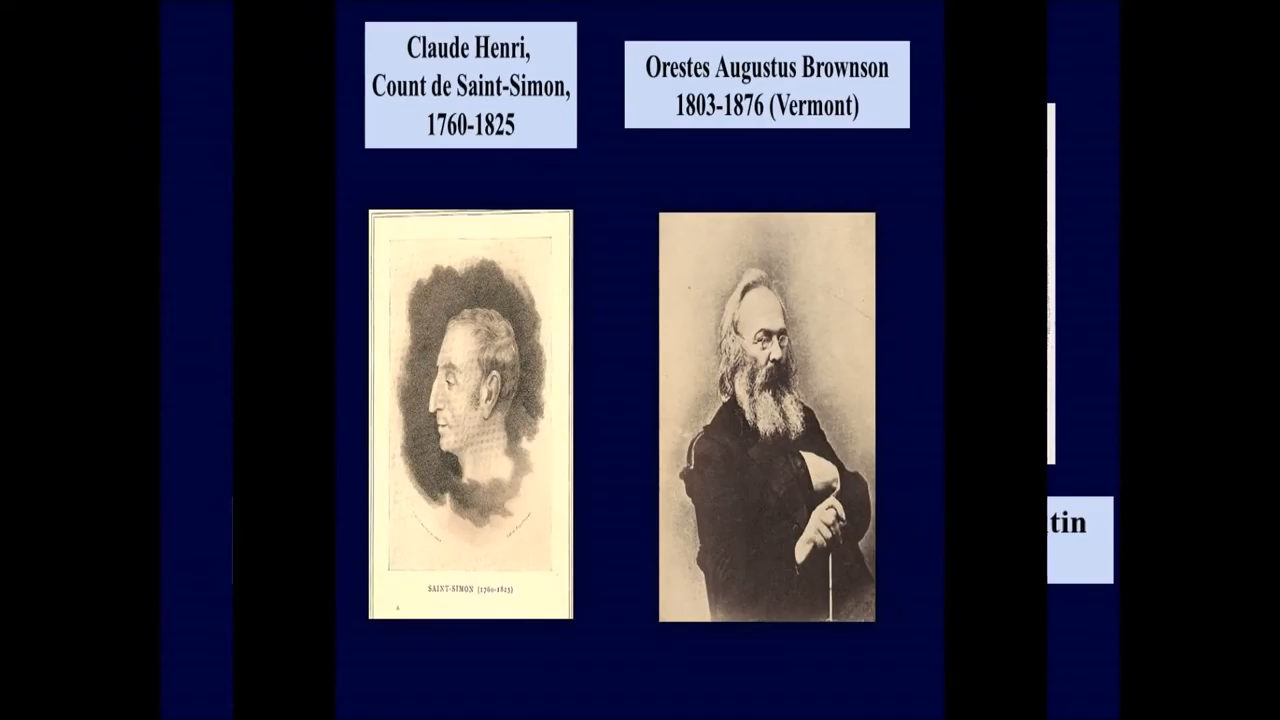 Claude Henri,
Count de Saint-Simon,
1760-1825
Orestes Augustus Brownson
1803-1876 (Vermont)
SAINT-SIMON (1760-1825)
tin